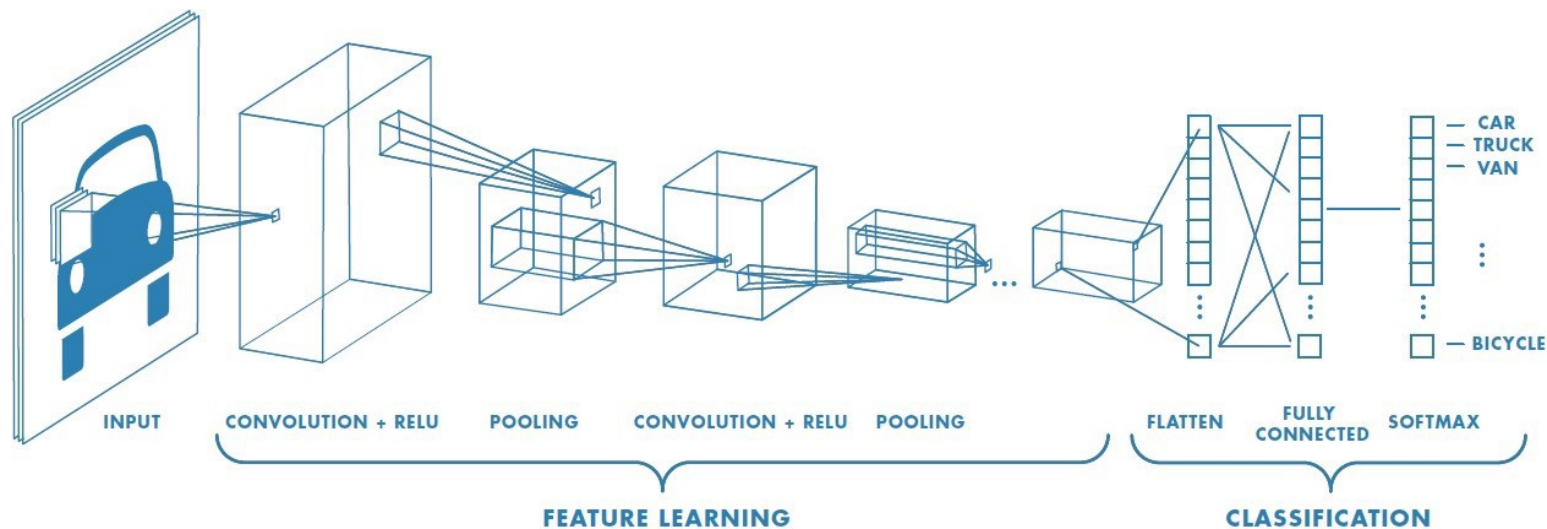 CAR
TRUCK
VAN
BICYCLE
INPUT
CONVOLUTION + RELU
POOLING
CONVOLUTION + RELU
POOLING
FLATTEN
FULLY
CONNECTED
SOFTMAX
FEATURE LEARNING
CLASSIFICATION